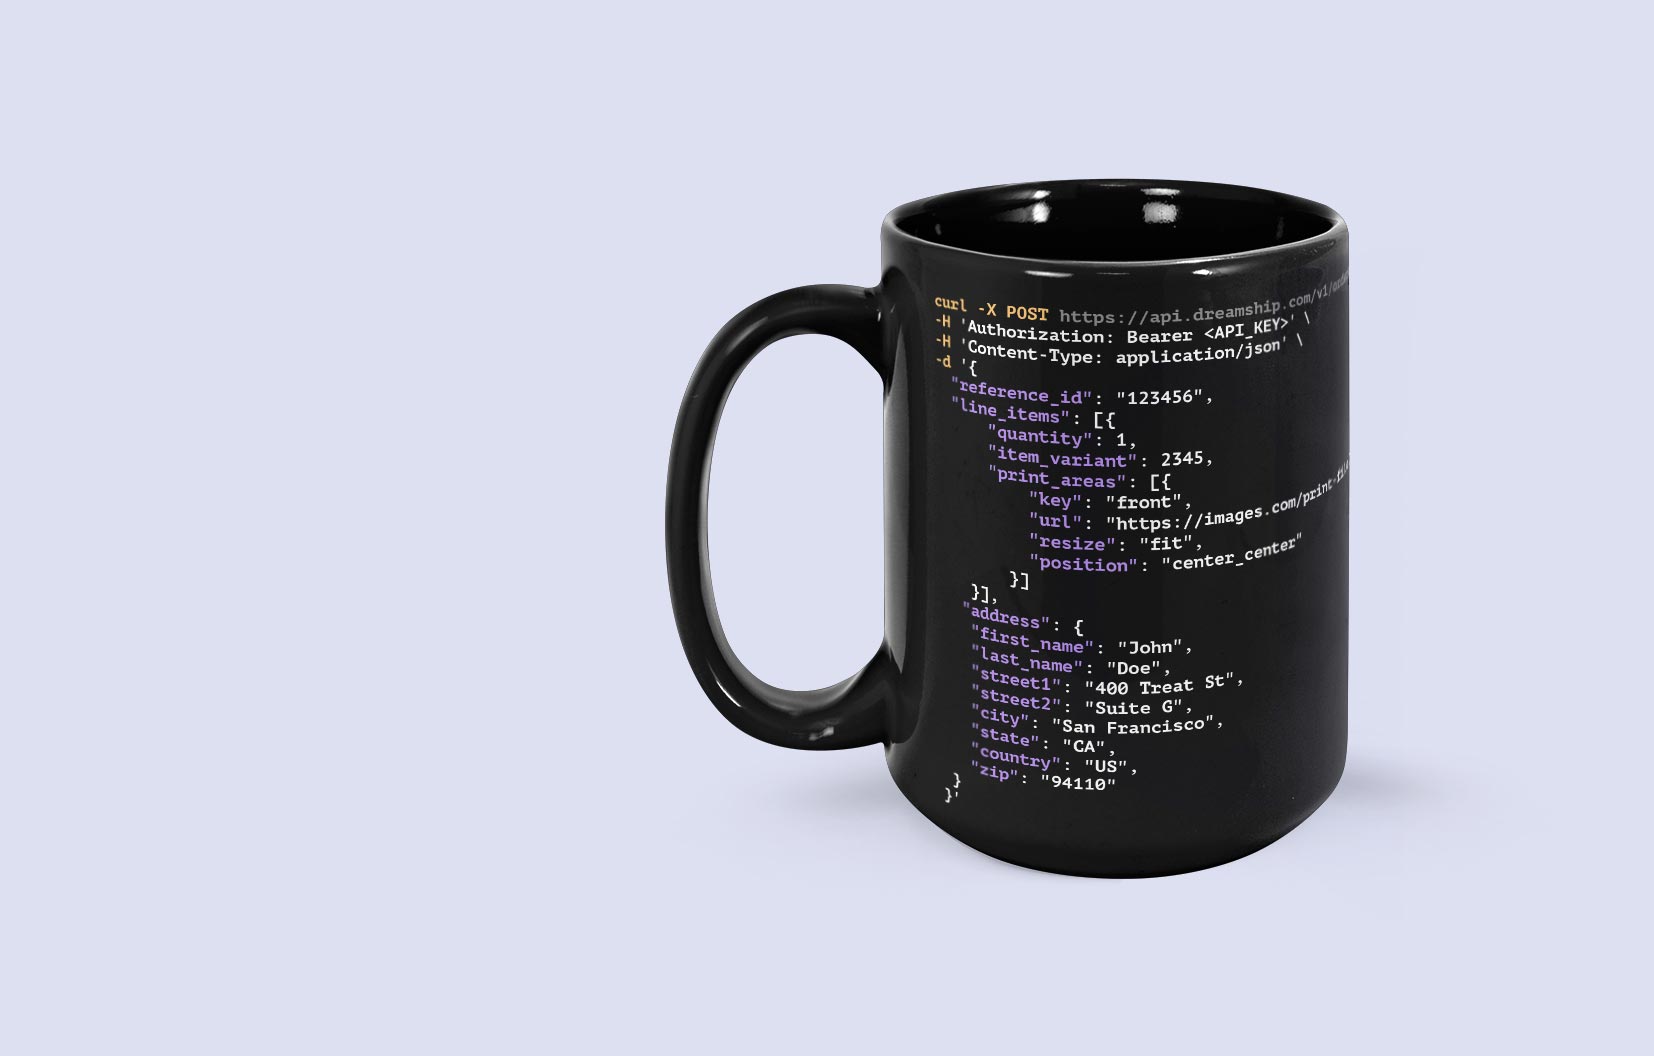 curl -X POST https://api.dreamship.com/v1/
-H 'Authorization: Bearer <API_KEY>' \
-H 'Content-Type: application/json' \
-d '{
"reference_id": "123456",
"line_items": [{
"quantity": 1,
"item_variant": 2345,
"print_areas": [{
"key": "front",
"url": "https://images.com/print-
"resize": "fit",
"position": "center_center"
}]
}],
"address": {
"first_name": "John",
"last_name": "Doe",
"street1": "400 Treat St",
"street2": "Suite G",
"city": "San Francisco",
"state": "CA",
"country": "US",
"zip": "94110"
}
}'